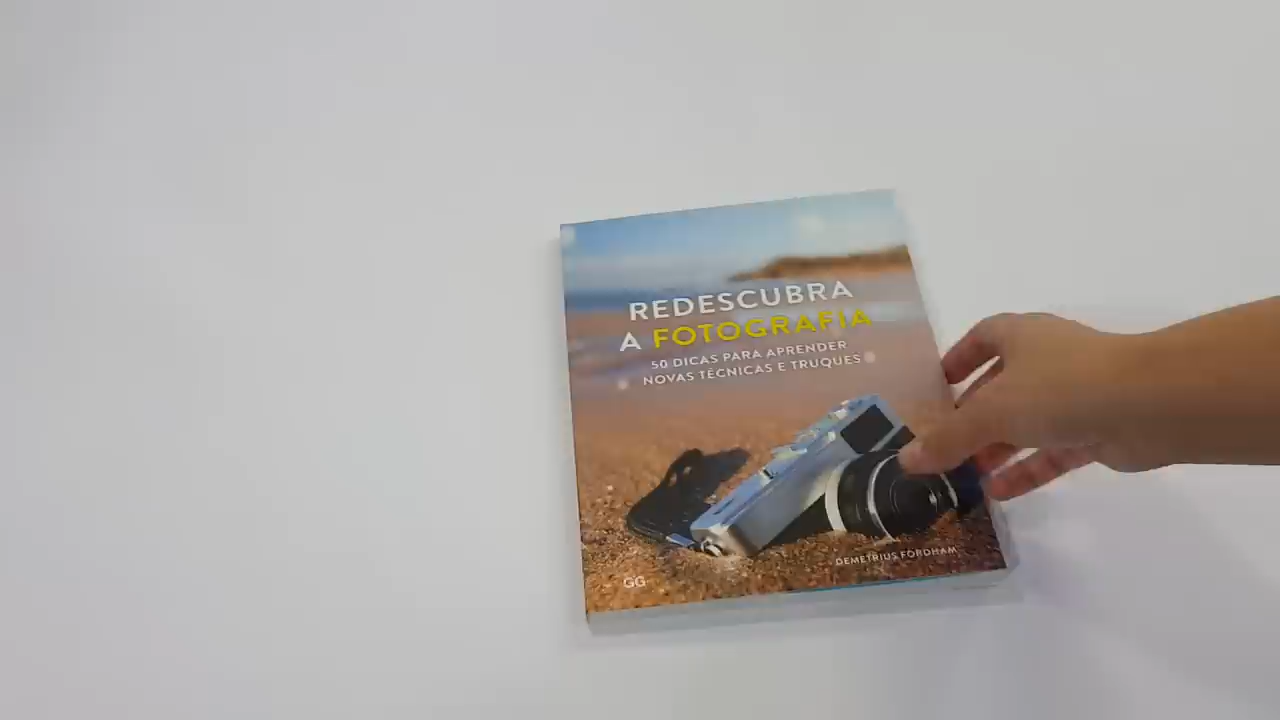 REDESCUBRA
A FOTOGRAFIA
50 DICAS PARA APRENDER
NOVAS TÉCNICAS E TRUQUES
DEMETRIUS FORDHAM
GG